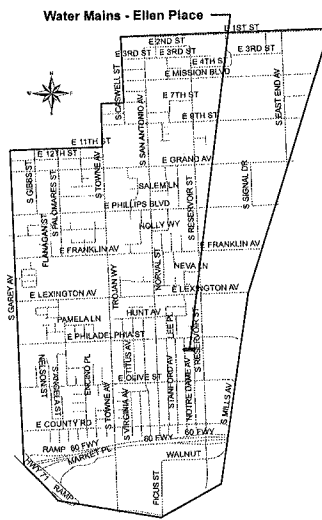 Water Mains - Ellen Place
E 1ST ST
E 2ND ST
E 3RD ST
E 3RD ST
E 3RD ST
E 4TH ST
E MISSION BLVD
S CASWELL ST
S EAST END AV
E 7TH ST
E 9TH ST
S SAN ANTONIO AV
E 11TH ST
E 12TH ST
E GRAND AV
S GIBBS ST
S PALOMARES ST
S TOWNE AV
SALEM LN
S SIGNAL DR
E PHILLIPS BLVD
S RESERVOIR ST
FLANAGAN ST
HOLLY WY
E FRANKLIN AV
E FRANKLIN AV
NEVA LN
S GAREY AV
TROJAN WY
NORVAL ST
E LEXINGTON AV
E LEXINGTON AV
HUNT AV
PAMELA LN
LEE PL
E PHILADELPHIA ST
S RESERVOIR ST
NELSON ST
S ANGELA ST
ENCINO PL
S TOWNE AV
TITUS AV
S VIRGINIA AV
E OLIVE ST
STANFORD AV
NOTRE DAME AV
S MILLS AV
E COUNTY RD
60 FWY
60 FWY
RAMP
60 FWY
MARKET PL
WALNUT
HWY 71
RAMP
FICUS ST